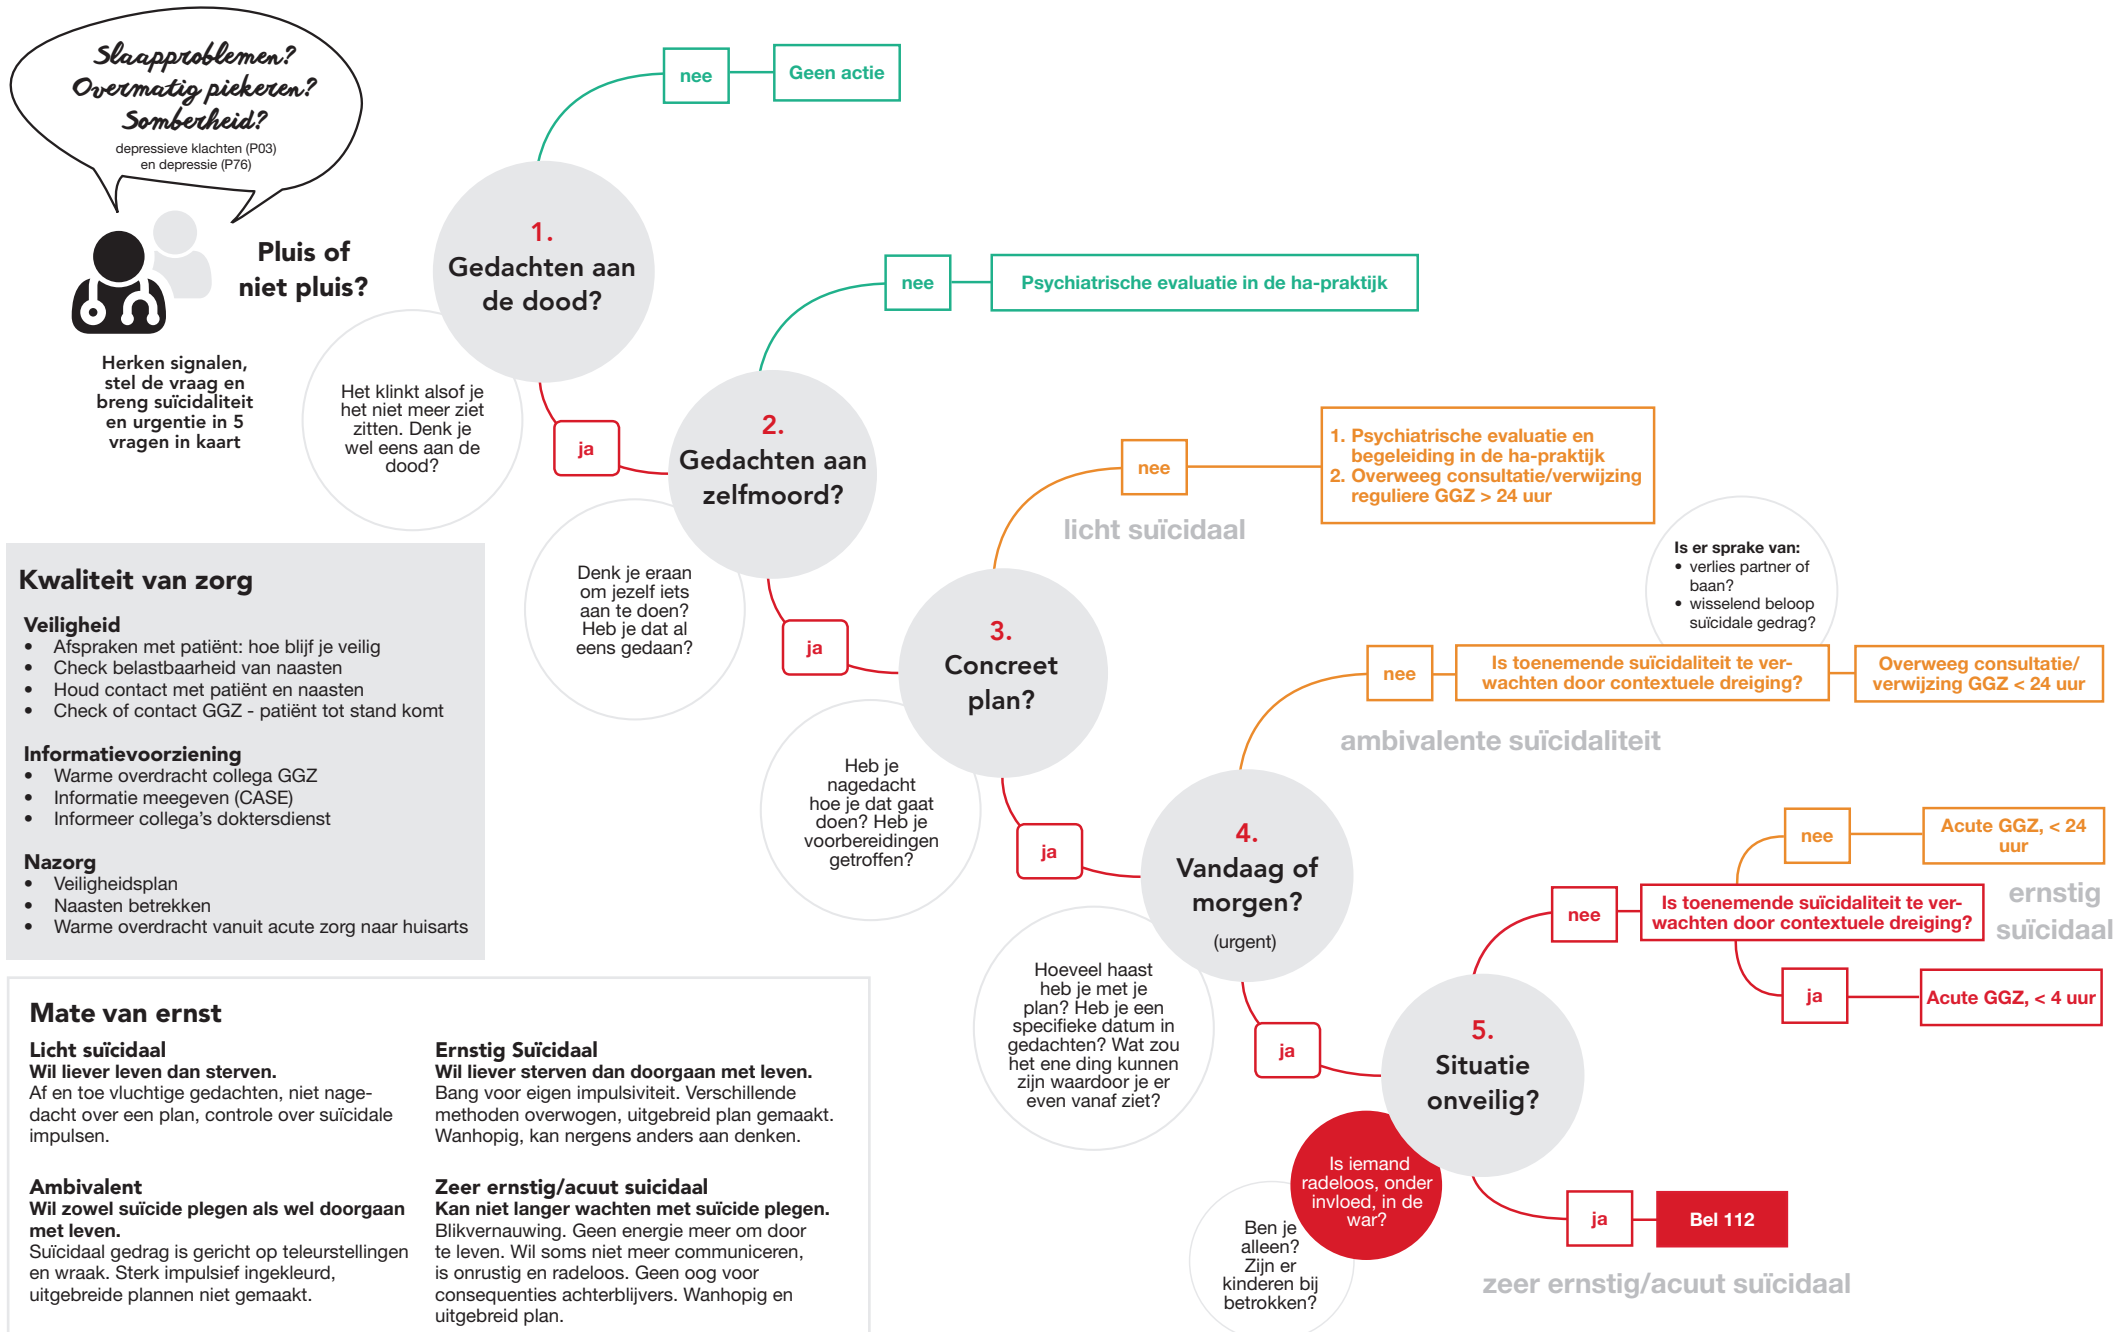 Slaapproblemen?
Overmatig piekeren?
Somberheid?
depressieve klachten (P03)
en depressie (P76)
Pluis of
niet pluis?
Herken signalen,
stel de vraag en
breng suïcidaliteit
en urgentie in 5
vragen in kaart
nee
Geen actie
1.
Gedachten aan
de dood?
Het klinkt alsof je
het niet meer ziet
zitten. Denk je
wel eens aan de
dood?
ja
nee
Psychiatrische evaluatie in de ha-praktijk
2.
Gedachten aan
zelfmoord?
Denk je eraan
om jezelf iets
aan te doen?
Heb je dat al
eens gedaan?
ja
nee
1. Psychiatrische evaluatie en
begeleiding in de ha-praktijk
2. Overweeg consultatie/verwijzing
reguliere GGZ > 24 uur
licht suïcidaal
3.
Concreet
plan?
Heb je
nagedacht
hoe je dat gaat
doen? Heb je
voorbereidingen
getroffen?
ja
Is er sprake van:
• verlies partner of
baan?
• wisselend beloop
suïcidale gedrag?
nee
Is toenemende suïcidaliteit te ver-
wachten door contextuele dreiging?
Overweeg consultatie/
verwijzing GGZ < 24 uur
ambivalente suïcidaliteit
4.
Vandaag of
morgen?
(urgent)
Hoeveel haast
heb je met je
plan? Heb je een
specifieke datum in
gedachten? Wat zou
het ene ding kunnen
zijn waardoor je er
even vanaf ziet?
ja
nee
Acute GGZ, < 24
uur
nee
Is toenemende suïcidaliteit te ver-
wachten door contextuele dreiging?
ernstig
suïcidaal
ja
Acute GGZ, < 4 uur
5.
Situatie
onveilig?
Is iemand
radeloos, onder
invloed, in de
war?
Ben je
alleen?
Zijn er
kinderen bij
betrokken?
ja
Bel 112
zeer ernstig/acuut suïcidaal
Kwaliteit van zorg
Veiligheid
• Afspraken met patiënt: hoe blijf je veilig
• Check belastbaarheid van naasten
• Houd contact met patiënt en naasten
• Check of contact GGZ - patiënt tot stand komt
Informatievoorziening
• Warme overdracht collega GGZ
• Informatie meegeven (CASE)
• Informeer collega's doktersdienst
Nazorg
• Veiligheidsplan
• Naasten betrekken
• Warme overdracht vanuit acute zorg naar huisarts
Mate van ernst
Licht suïcidaal
Wil liever leven dan sterven.
Af en toe vluchtige gedachten, niet nage-
dacht over een plan, controle over suïcidale
impulsen.
Ambivalent
Wil zowel suïcide plegen als wel doorgaan
met leven.
Suïcidaal gedrag is gericht op teleurstellingen
en wraak. Sterk impulsief ingekleurd,
uitgebreide plannen niet gemaakt.
Ernstig Suïcidaal
Wil liever sterven dan doorgaan met leven.
Bang voor eigen impulsiviteit. Verschillende
methoden overwogen, uitgebreid plan gemaakt.
Wanhopig, kan nergens anders aan denken.
Zeer ernstig/acuut suicidaal
Kan niet langer wachten met suïcide plegen.
Blikvernauwing. Geen energie meer om door
te leven. Wil soms niet meer communiceren,
is onrustig en radeloos. Geen oog voor
consequenties achterblijvers. Wanhopig en
uitgebreid plan.